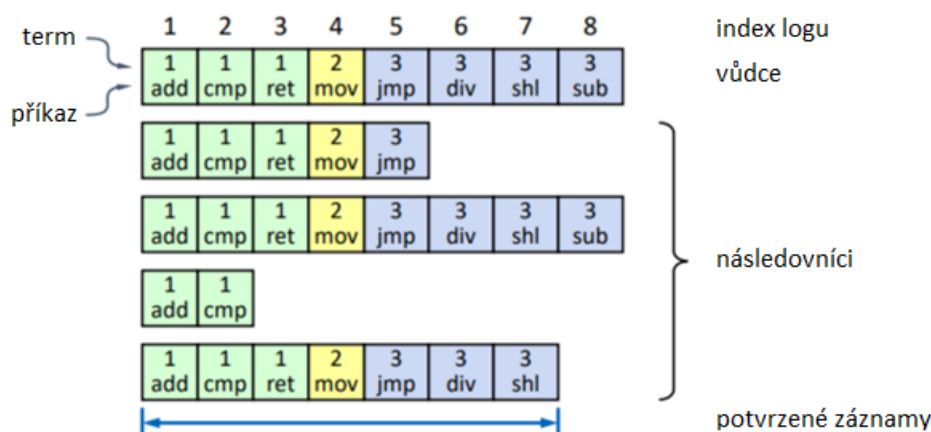 1 2 3 4 5 6 7 8 index logu
term
1 1 1 2 3 3 3 3
add cmp ret mov jmp div shl sub
vůdce
příkaz
1 1 1 2 3
add cmp ret mov jmp
1 1 1 2 3 3 3 3
add cmp ret mov jmp div shl sub
následovníci
1 1
add cmp
1 1 1 2 3 3 3
add cmp ret mov jmp div shl
potvrzené záznamy